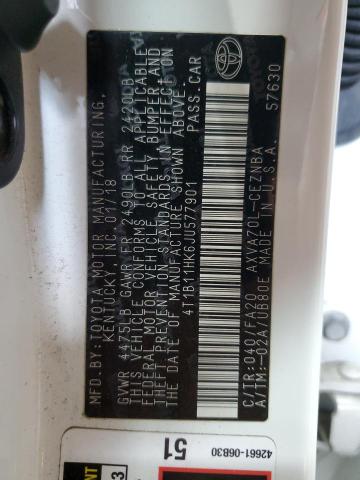 MFD.BY:TOYOTA MOTOR MANUFACTURING,
KENTUCKY, INC. 01/18
GVWR 4475LB GAWR FR 2490LB RR 2420LB
THIS VEHICLE CONFORMS TO ALL APPLICABLE
FEDERAL MOTOR VEHICLE SAFETY, BUMPER AND
THEFT PREVENTION STANDARDS IN EFFECT ON
THE DATE OF MANUFACTURE SHOWN ABOVE.
4T1B11HK6JU577901 PASS.CAR
TOYOTA
57630
C/TR:040/FA20 AXVA70L-CEZNBA
A/TM:-02A/UB80E MADE IN U.S.A.
42661-06B30
51